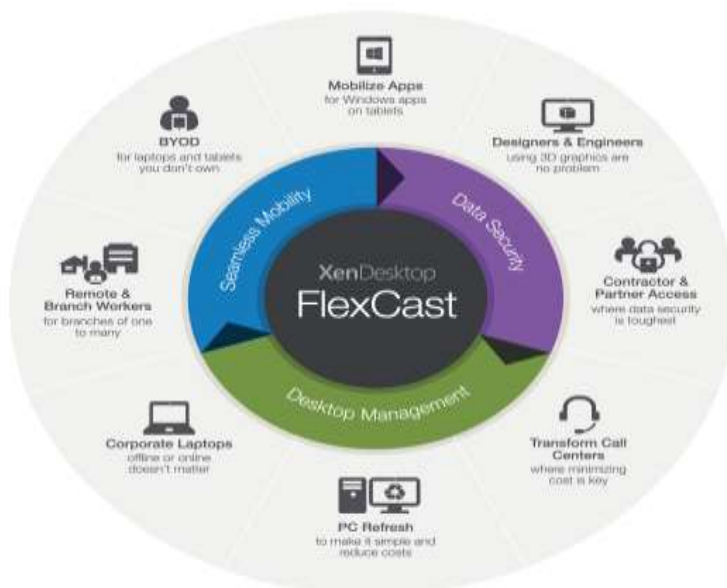 Mobilize Apps
for Windows apps
on tablets
BYOD
for laptops and tablets
you don't own
Designers & Engineers
using 3D graphics are
no problem
Seamless Mobility
Data Security
XenDesktop
FlexCast
Remote &
Branch Workers
for branches of one
to many
Contractor &
Partner Access
where data security
is toughest
Desktop Management
Corporate Laptops
offline or online
doesn't matter
Transform Call
Centers
where minimizing
cost is key
PC Refresh
to make it simple and
reduce costs